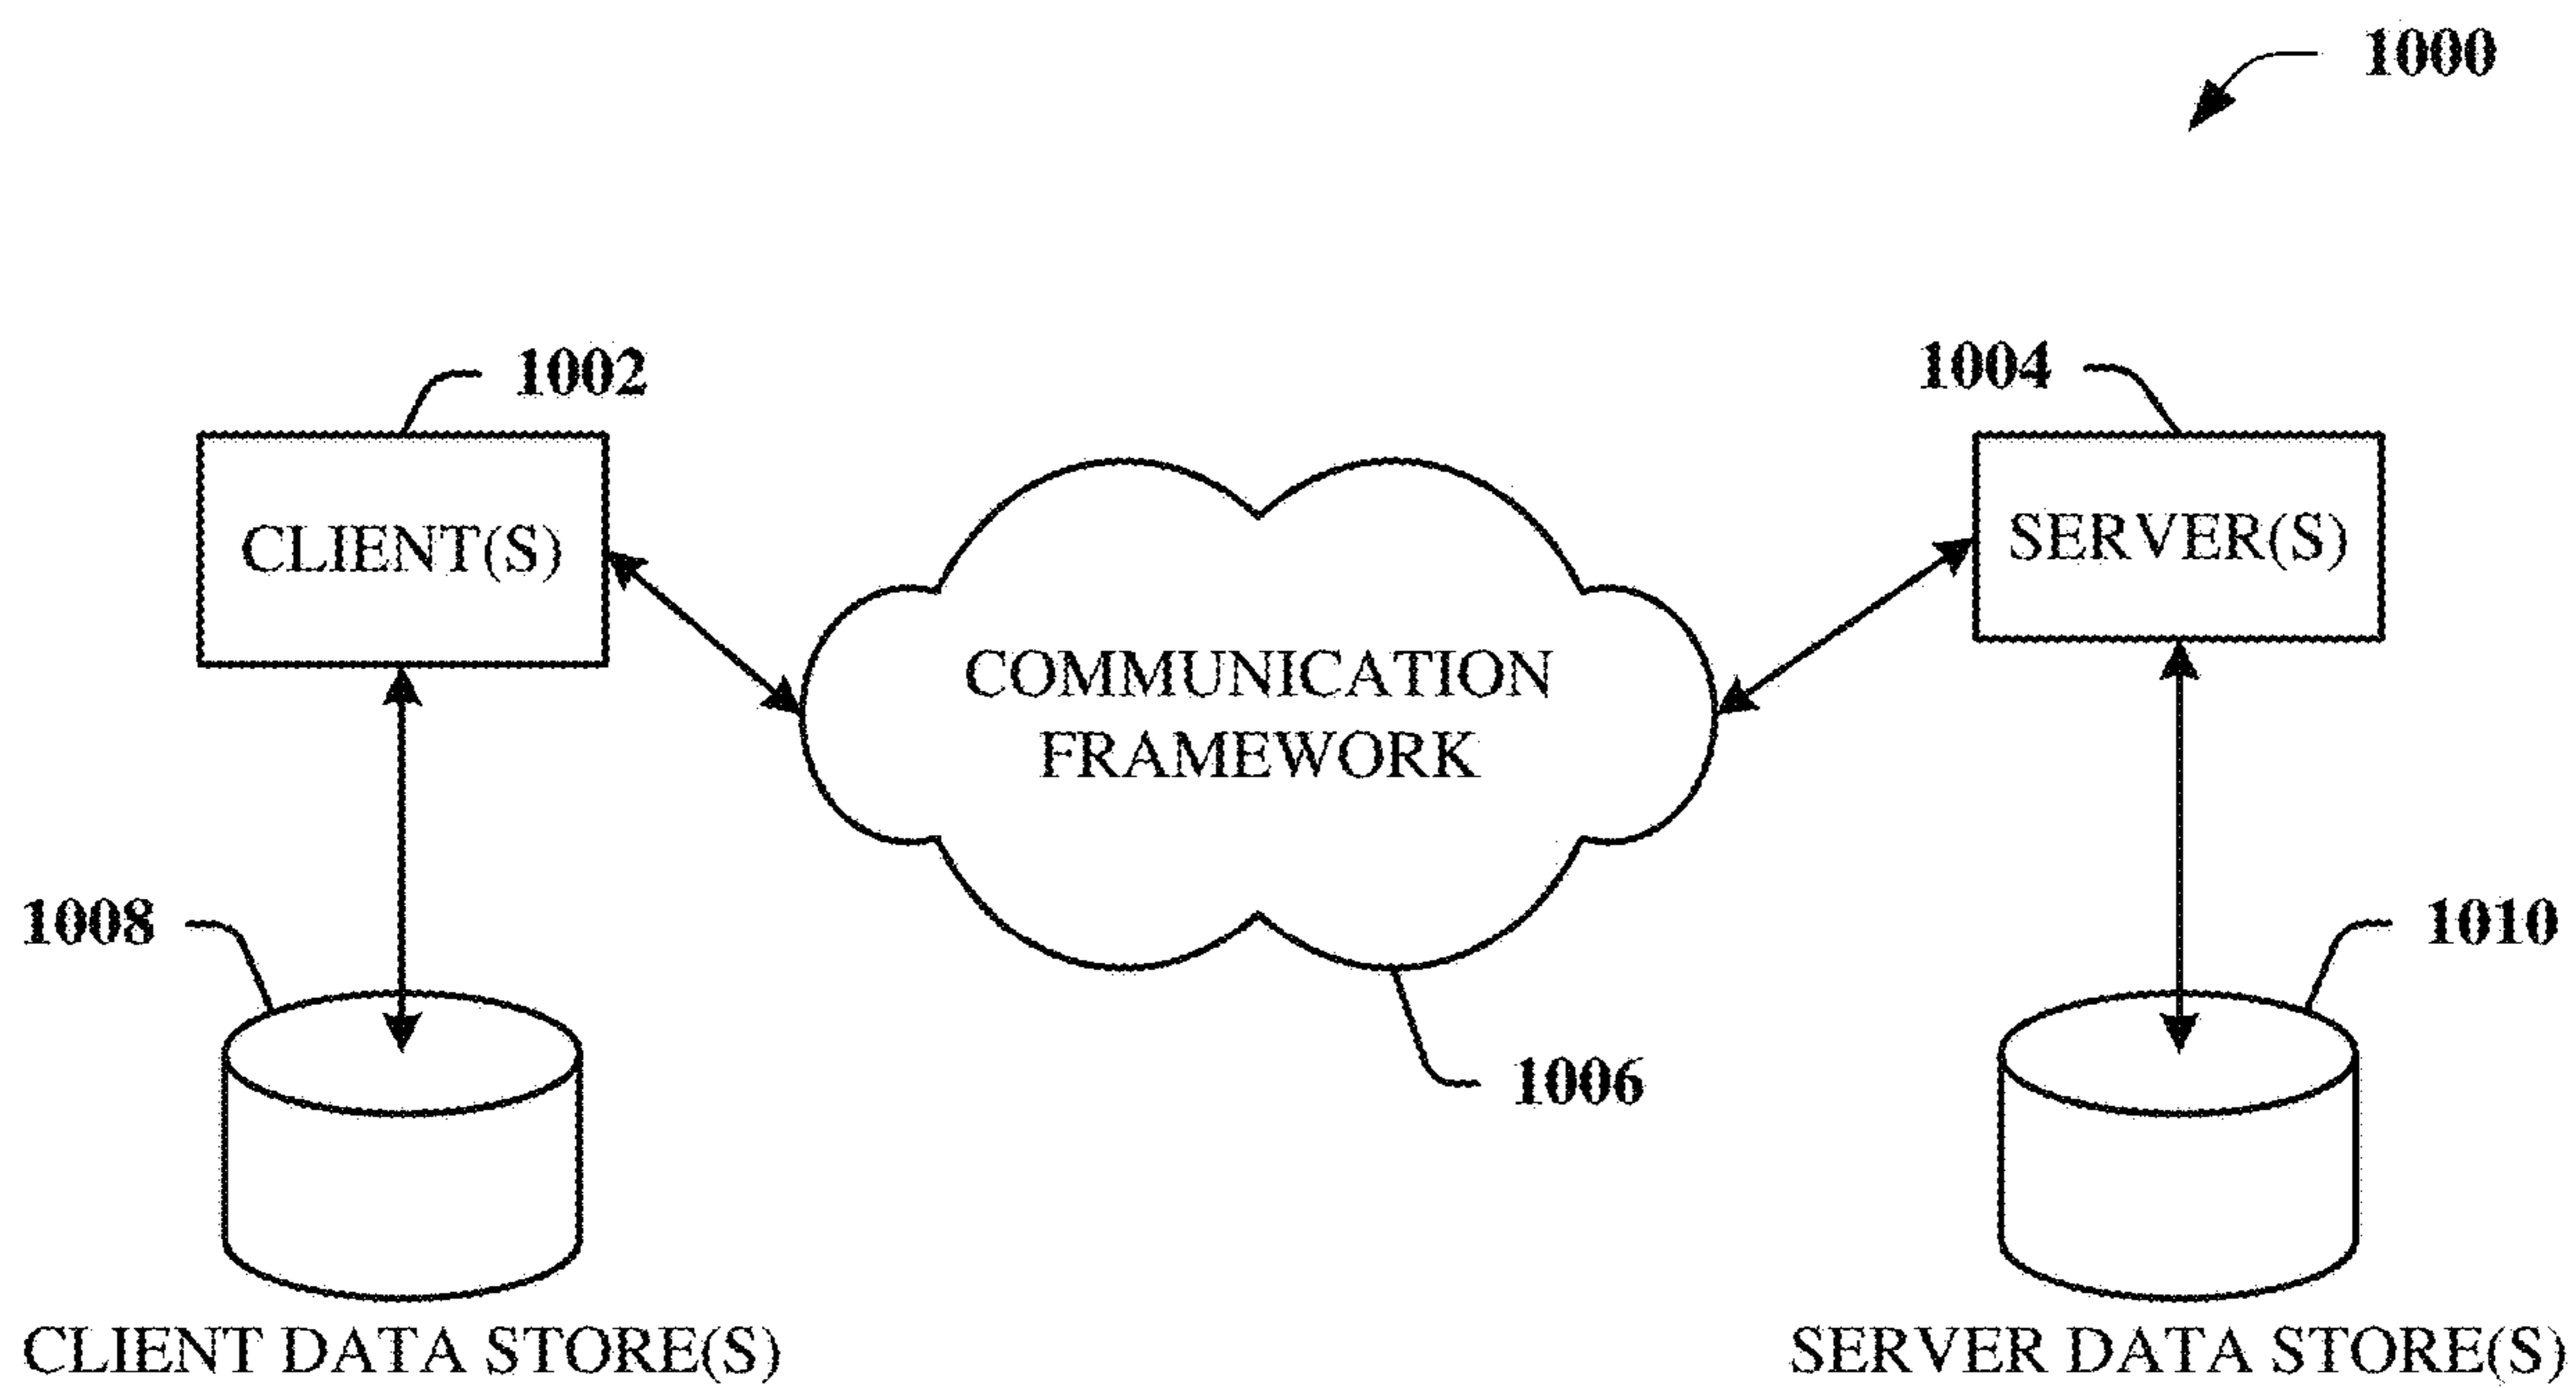 1000
1002
1004
CLIENT(S)
SERVER(S)
COMMUNICATION
FRAMEWORK
1008
1010
1006
CLIENT DATA STORE(S)
SERVER DATA STORE(S)